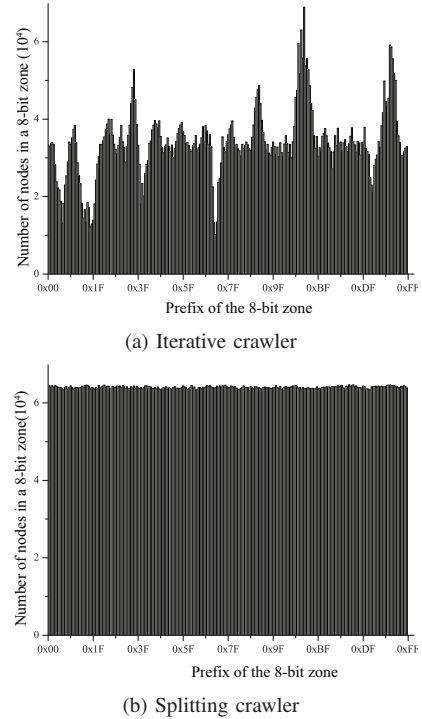 Number of nodes in a 8-bit zone (10⁴)
6
4
2
0
0x00 0x1F 0x3F 0x5F 0x7F 0x9F 0xBF 0xDF 0xFF
Prefix of the 8-bit zone
(a) Iterative crawler
Number of nodes in a 8-bit zone(10⁴)
6
4
2
0
0x00 0x1F 0x3F 0x5F 0x7F 0x9F 0xBF 0xDF 0xFF
Prefix of the 8-bit zone
(b) Splitting crawler